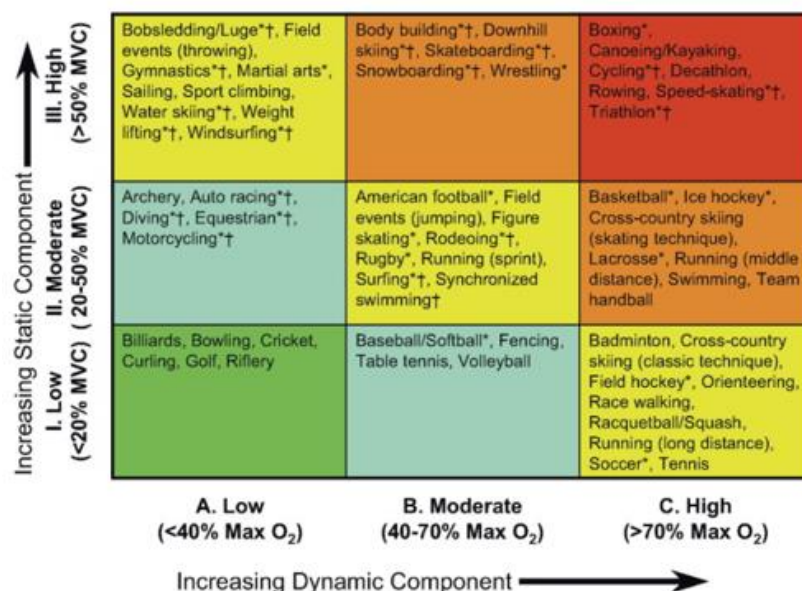 Increasing Static Component
III. High
(>50% MVC)
Bobsledding/Luge*†, Field
events (throwing),
Gymnastics*†, Martial arts*,
Sailing, Sport climbing,
Water skiing*†, Weight
lifting*†, Windsurfing*†
Body building*†, Downhill
skiing*†, Skateboarding*†,
Snowboarding*†, Wrestling*
Boxing*,
Canoeing/Kayaking,
Cycling*†, Decathlon,
Rowing, Speed-skating*†,
Triathlon*†
II. Moderate
( 20-50% MVC)
Archery, Auto racing*†,
Diving*†, Equestrian*†,
Motorcycling*†
American football*, Field
events (jumping), Figure
skating*, Rodeoing*†,
Rugby*, Running (sprint),
Surfing*†, Synchronized
swimming†
Basketball*, Ice hockey*,
Cross-country skiing
(skating technique),
Lacrosse*, Running (middle
distance), Swimming, Team
handball
I. Low
(<20% MVC)
Billiards, Bowling, Cricket,
Curling, Golf, Riflery
Baseball/Softball*, Fencing,
Table tennis, Volleyball
Badminton, Cross-country
skiing (classic technique),
Field hockey*, Orienteering,
Race walking,
Racquetball/Squash,
Running (long distance),
Soccer*, Tennis
A. Low
(<40% Max O₂)
B. Moderate
(40-70% Max O₂)
C. High
(>70% Max O₂)
Increasing Dynamic Component